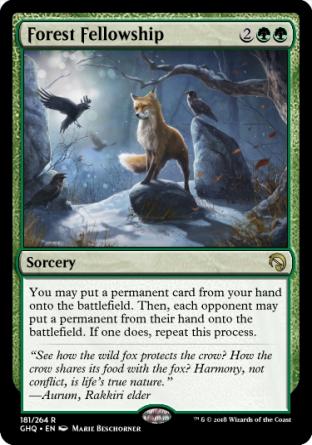 Forest Fellowship 2
Sorcery
You may put a permanent card from your hand
onto the battlefield. Then, each opponent may
put a permanent from their hand onto the
battlefield. If one does, repeat this process.
“See how the wild fox protects the crow? How the
crow shares its food with the fox? Harmony, not
conflict, is life’s true nature.”
—Aurum, Rakkiri elder
181/264 R
GHQ • EN MARIE BISCHORNER
™ & © 2018 Wizards of the Coast